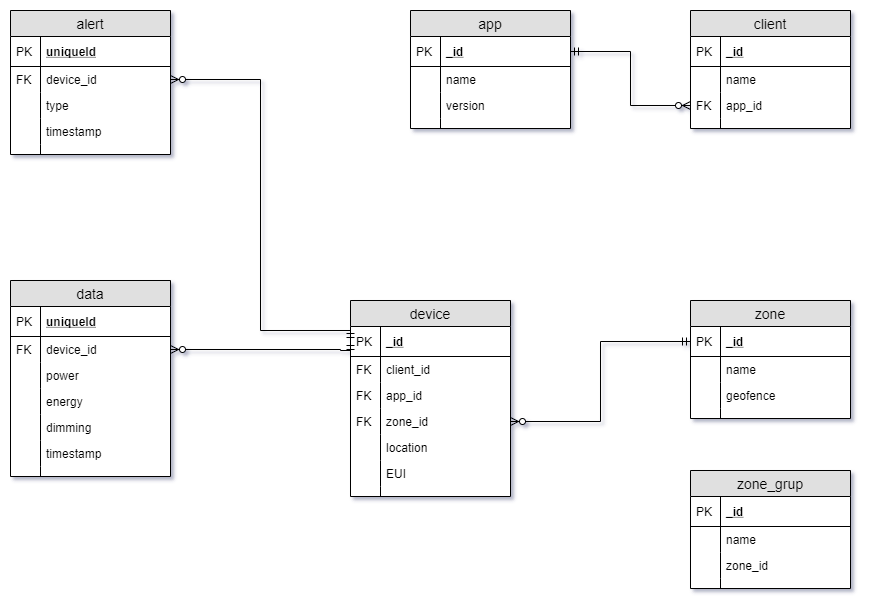 alert
PK uniqueId
FK device_id
type
timestamp
app
PK _id
name
version
client
PK _id
name
FK app_id
data
PK uniqueId
FK device_id
power
energy
dimming
timestamp
device
PK _id
FK client_id
FK app_id
FK zone_id
location
EUI
zone
PK _id
name
geofence
zone_grup
PK _id
name
zone_id